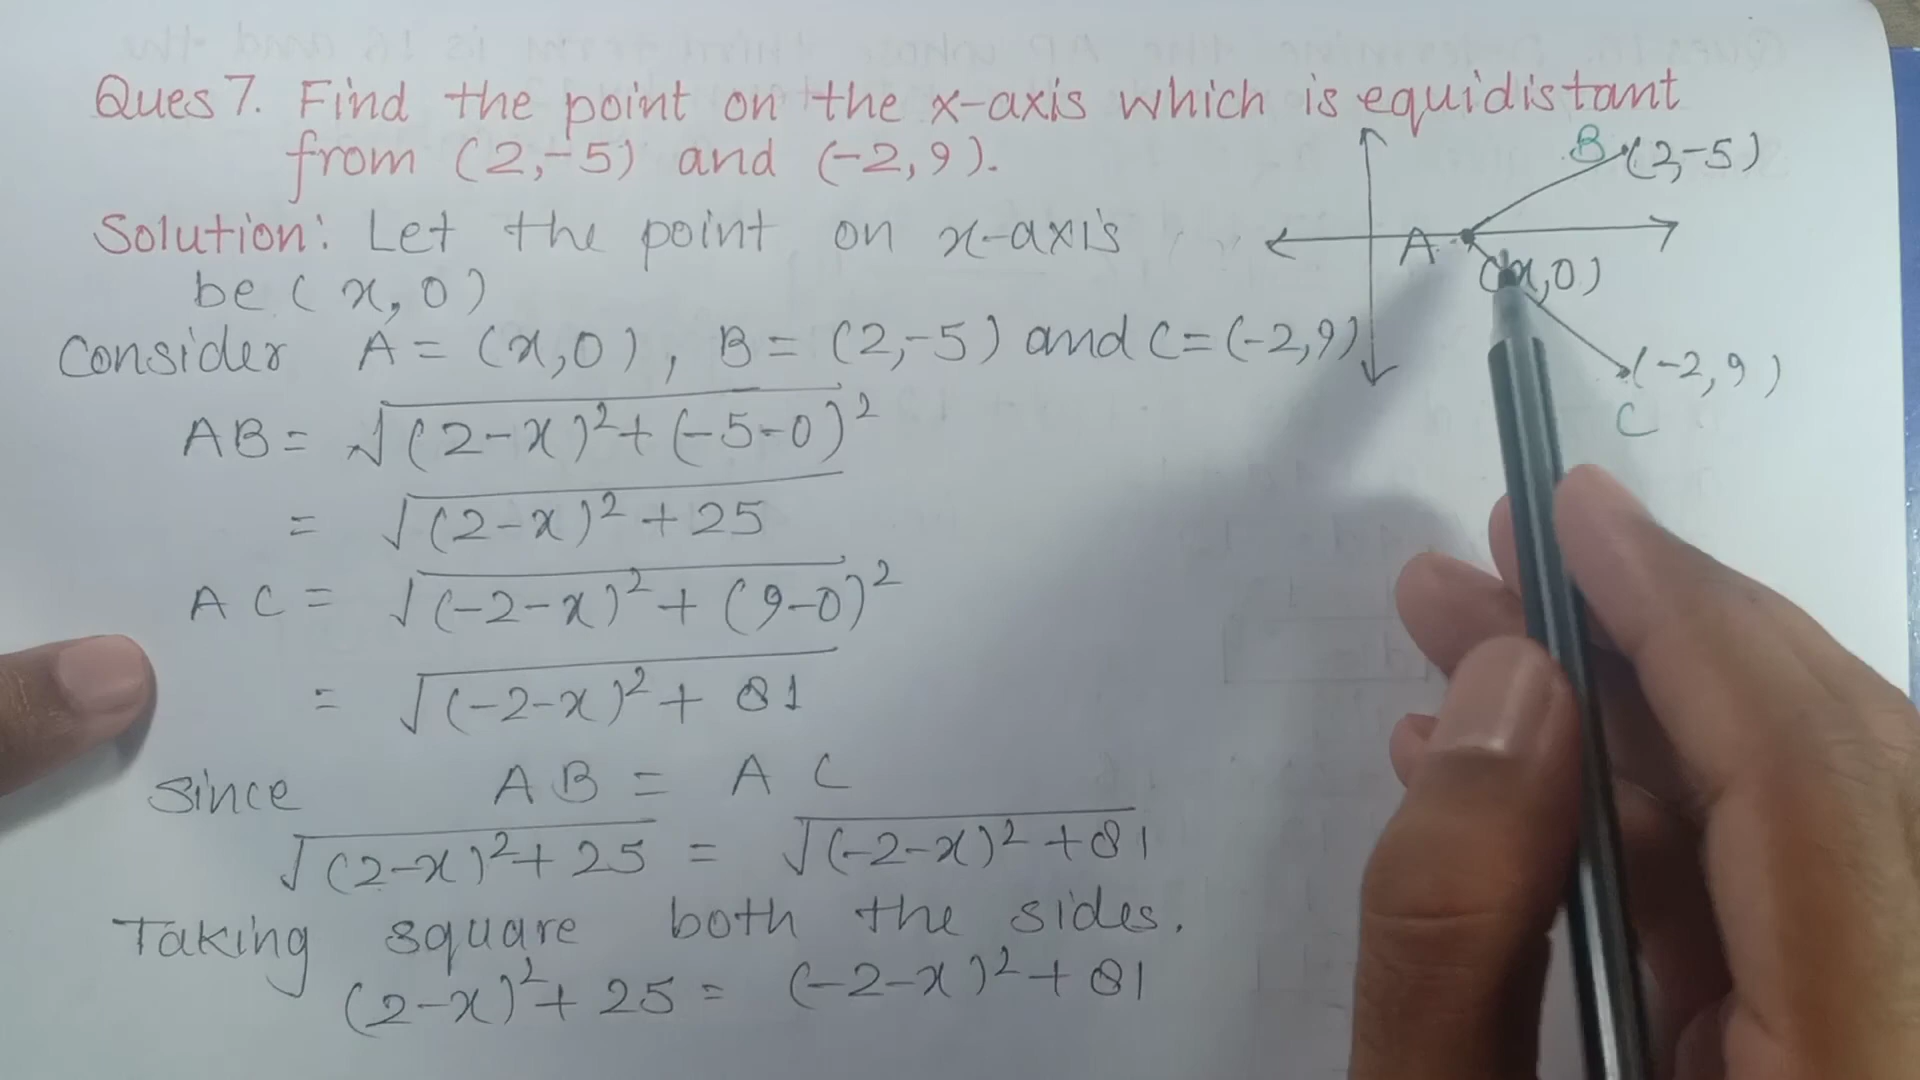 Ques 7. Find the point on the x-axis which is equidistant
from (2,-5) and (-2,9).
Solution: Let the point on x-axis
be (x,0)
Consider A = (x,0), B = (2,-5) and C = (-2,9)
AB = √(2-x)²+(-5-0)²
= √(2-x)²+25
AC = √(-2-x)²+(9-0)²
= √(-2-x)²+81
Since AB = AC
√(2-x)²+25 = √(-2-x)²+81
Taking square both the sides.
(2-x)²+25 = (-2-x)²+81
B (2,-5)
A (x,0)
(-2,9)
C